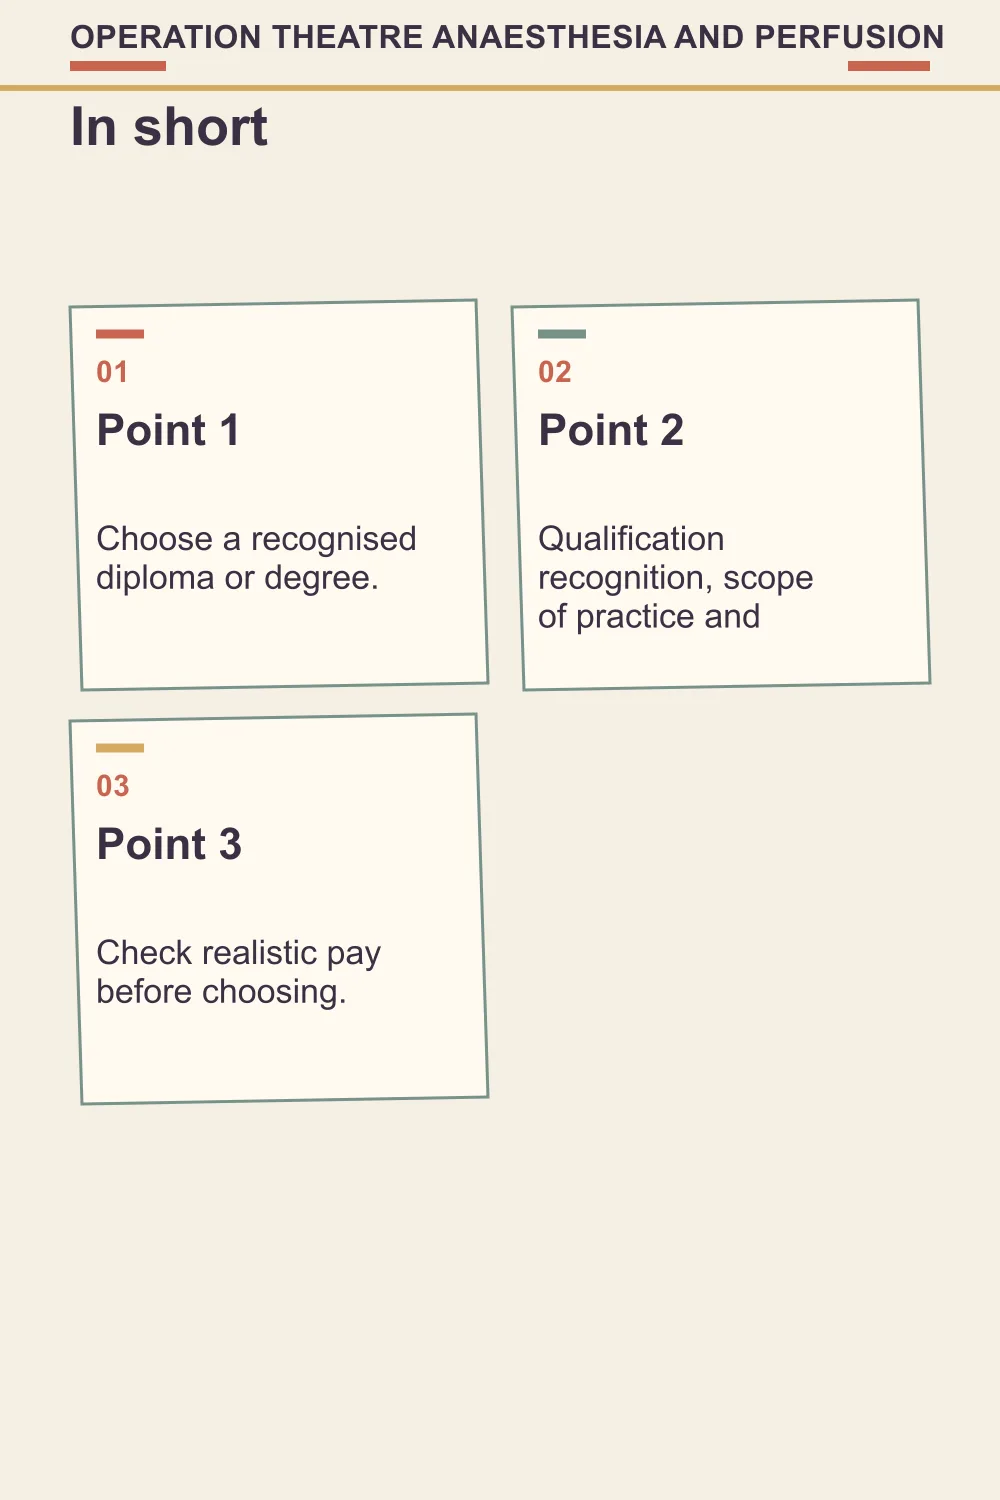 OPERATION THEATRE ANAESTHESIA AND PERFUSION
In short
01
Point 1
Choose a recognised
diploma or degree.
02
Point 2
Qualification
recognition, scope
of practice and
03
Point 3
Check realistic pay
before choosing.